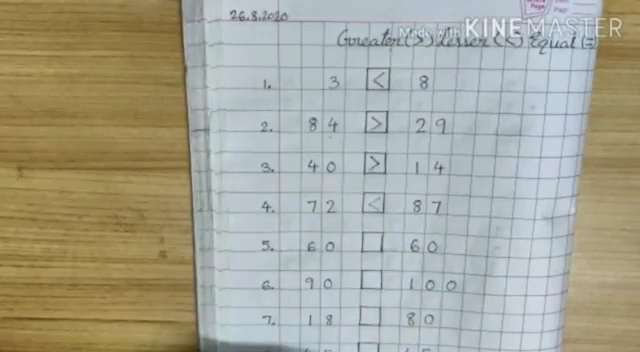 26.8.2020
Made with KINEMASTER
Greater (>) Lesser (<) Equal (=)
1. 3 < 8
2. 84 > 29
3. 40 > 14
4. 72 < 87
5. 60 □ 60
6. 90 □ 100
7. 18 □ 80